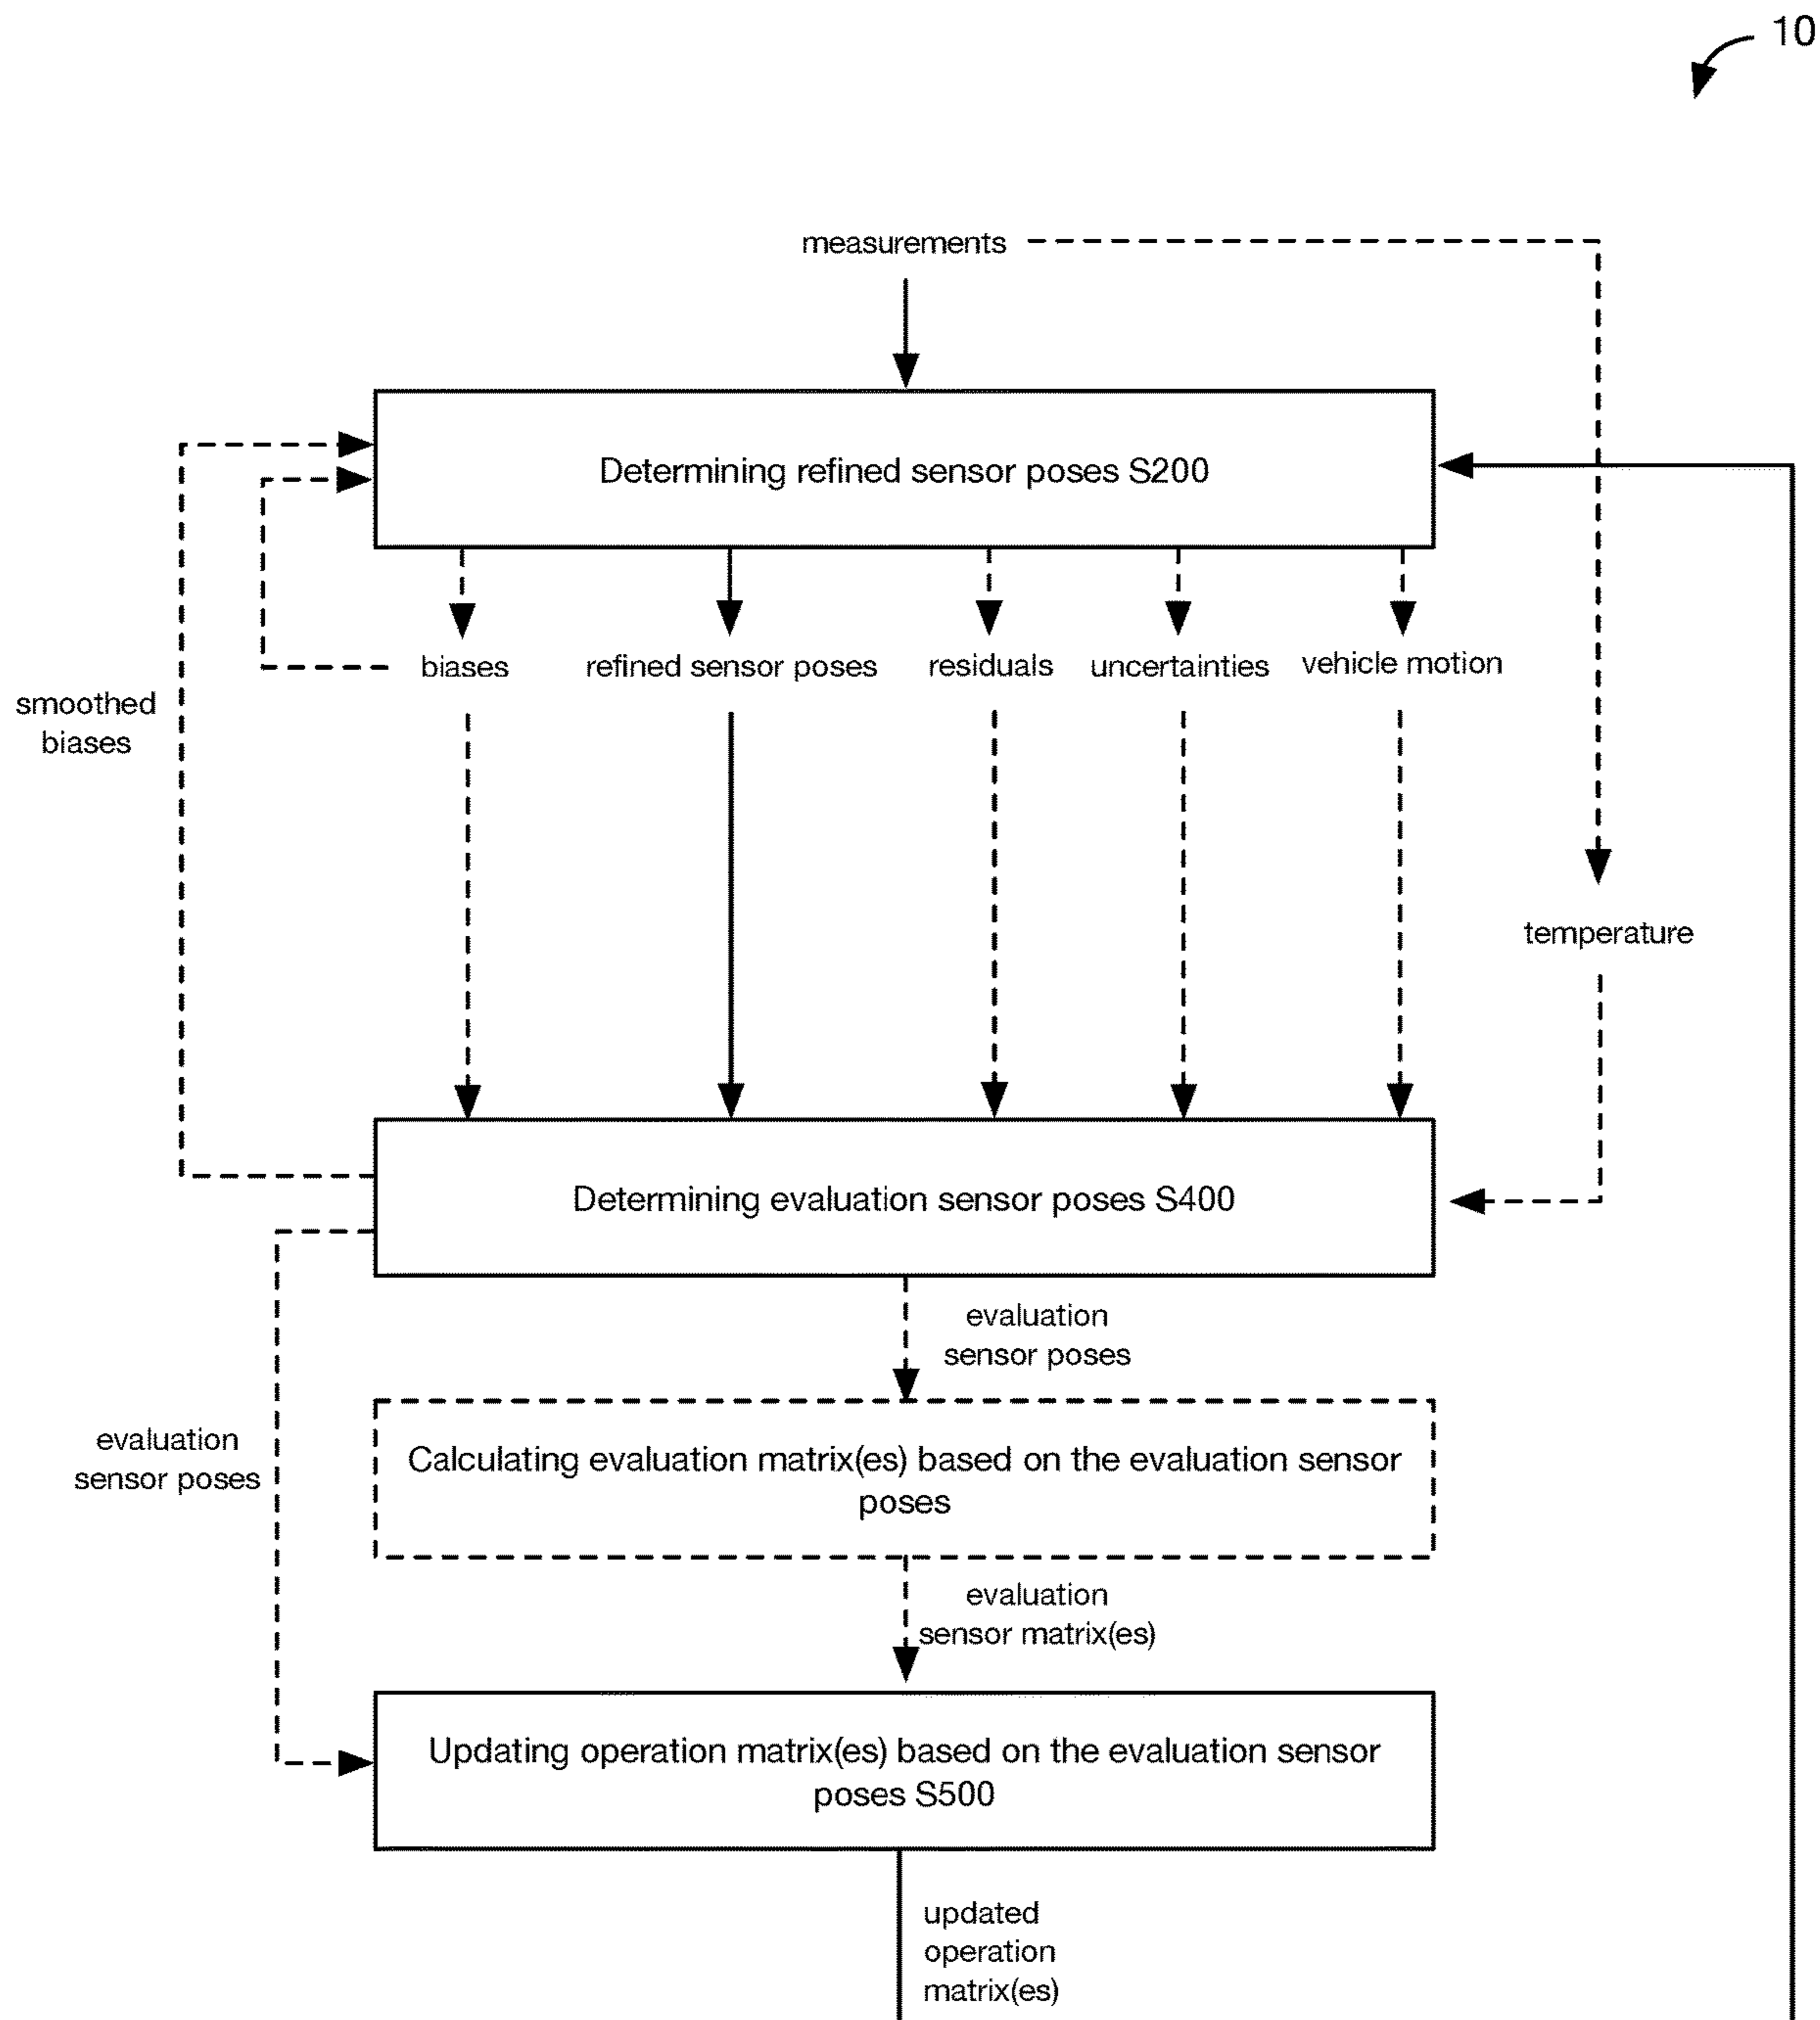 10
measurements
Determining refined sensor poses S200
biases
refined sensor poses
residuals
uncertainties
vehicle motion
smoothed
biases
temperature
Determining evaluation sensor poses S400
evaluation
sensor poses
evaluation
sensor poses
Calculating evaluation matrix(es) based on the evaluation sensor
poses
evaluation
sensor matrix(es)
Updating operation matrix(es) based on the evaluation sensor
poses S500
updated
operation
matrix(es)